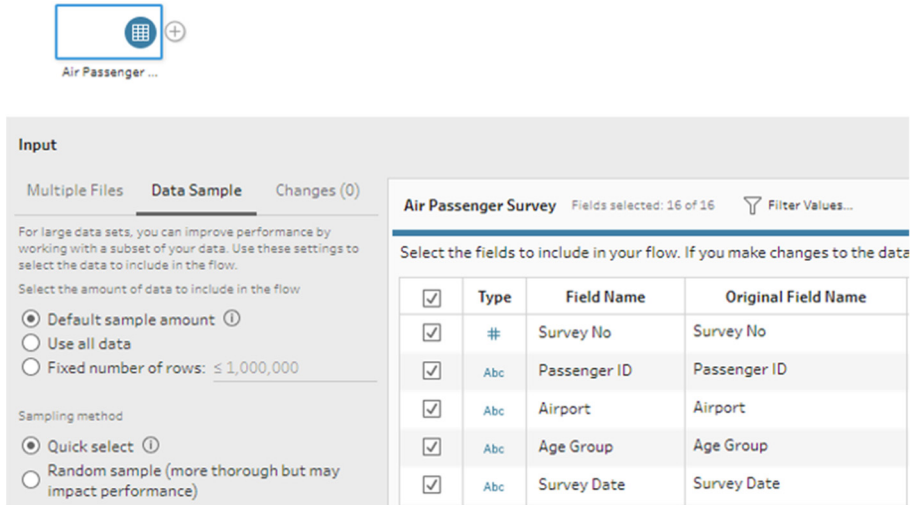 Air Passenger ...
Input
Multiple Files Data Sample Changes (0)
For large data sets, you can improve performance by
working with a subset of your data. Use these settings to
select the data to include in the flow.
Select the amount of data to include in the flow
Default sample amount
Use all data
Fixed number of rows: ≤ 1,000,000
Sampling method
Quick select
Random sample (more thorough but may
impact performance)
Air Passenger Survey Fields selected: 16 of 16 Filter Values...
Select the fields to include in your flow. If you make changes to the data
Type Field Name Original Field Name
# Survey No Survey No
Abc Passenger ID Passenger ID
Abc Airport Airport
Abc Age Group Age Group
Abc Survey Date Survey Date